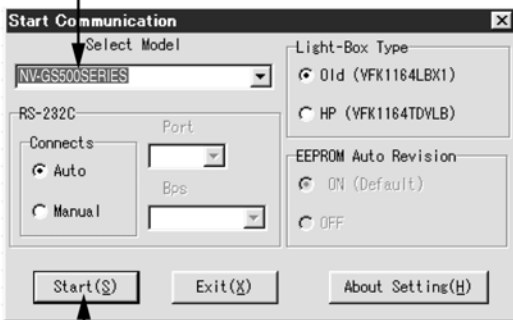 Start Communication
Select Model
NV-GS500SERIES
RS-232C
Connects
Auto
Manual
Port
Bps
Light-Box Type
Old (VFK1164LBX1)
HP (VFK1164TDVLB)
EEPROM Auto Revision
ON (Default)
OFF
Start(S)
Exit(X)
About Setting(H)